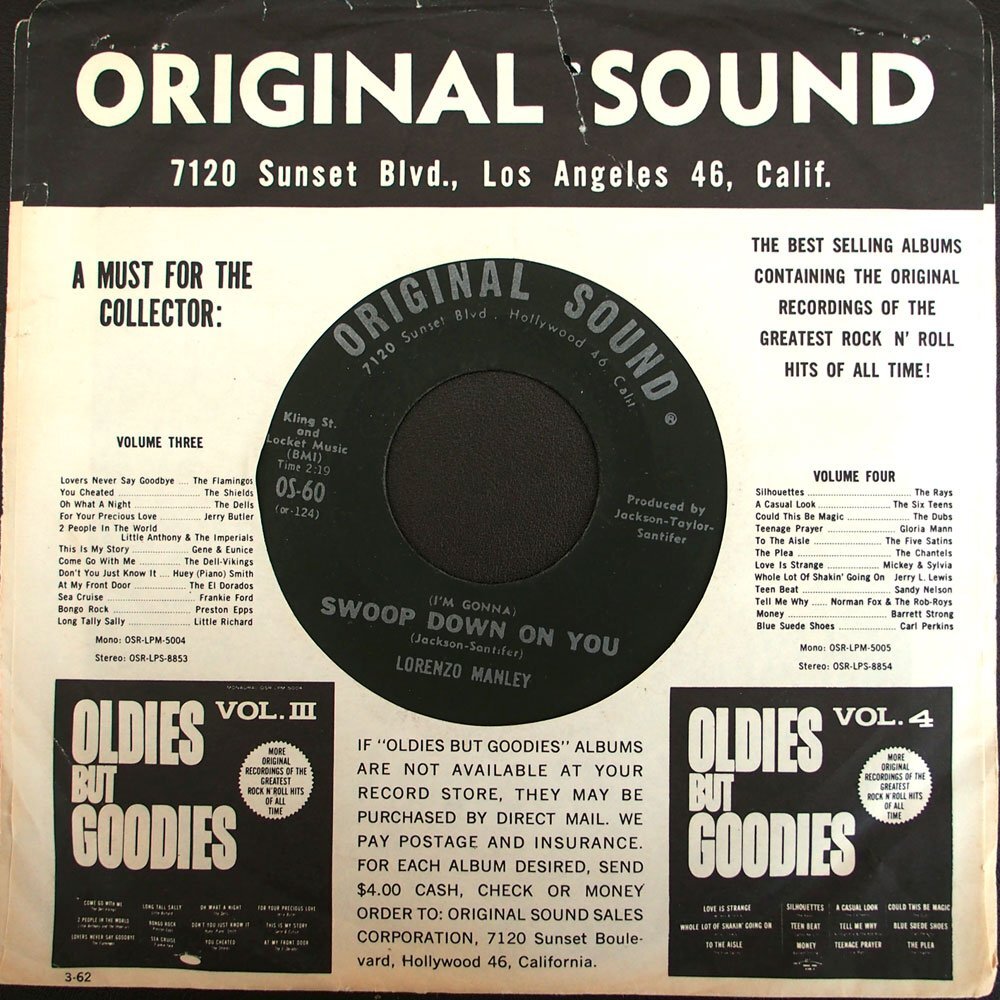 ORIGINAL SOUND
7120 Sunset Blvd., Los Angeles 46, Calif.
A MUST FOR THE
COLLECTOR:
THE BEST SELLING ALBUMS
CONTAINING THE ORIGINAL
RECORDINGS OF THE
GREATEST ROCK N' ROLL
HITS OF ALL TIME!
ORIGINAL SOUND ®
7120 Sunset Blvd. Hollywood 46, Calif
Kling St.
and
Locket Music
(BMI)
Time 2:19
OS-60
(or-124)
Produced by
Jackson-Taylor-
Santifer
(I'M GONNA)
SWOOP DOWN ON YOU
(Jackson-Santifer)
LORENZO MANLEY
VOLUME THREE
Lovers Never Say Goodbye .... The Flamingos
You Cheated .... The Shields
Oh What A Night .... The Dells
For Your Precious Love .... Jerry Butler
2 People In The World
Little Anthony & The Imperials
This Is My Story .... Gene & Eunice
Come Go With Me .... The Dell-Vikings
Don't You Just Know It .... Huey (Piano) Smith
At My Front Door .... The El Dorados
Sea Cruise .... Frankie Ford
Bongo Rock .... Preston Epps
Long Tally Sally .... Little Richard
Mono: OSR-LPM-5004
Stereo: OSR-LPS-8853
VOLUME FOUR
Silhouettes .... The Rays
A Casual Look .... The Six Teens
Could This Be Magic .... The Dubs
Teenage Prayer .... Gloria Mann
To The Aisle .... The Five Satins
The Plea .... The Chantels
Love Is Strange .... Mickey & Sylvia
Whole Lot Of Shakin' Going On Jerry L. Lewis
Teen Beat .... Sandy Nelson
Tell Me Why ..... Norman Fox & The Rob-Roys
Money .... Barrett Strong
Blue Suede Shoes .... Carl Perkins
Mono: OSR-LPM-5005
Stereo: OSR-LPS-8854
MONAURAL OSR LPM 5004
OLDIES
BUT
GOODIES
VOL. III
MORE
ORIGINAL
RECORDINGS OF THE
GREATEST
ROCK N' ROLL HITS
OF ALL
TIME
COME GO WITH ME
2 PEOPLE IN THE WORLD
LOVERS NEVER SAY GOODBYE
LONG TALL SALLY
BONGO ROCK
SEA CRUISE
OH WHAT A NIGHT
DON'T YOU JUST KNOW IT
YOU CHEATED
FOR YOUR PRECIOUS LOVE
THIS IS MY STORY
AT MY FRONT DOOR
3-62
IF "OLDIES BUT GOODIES" ALBUMS
ARE NOT AVAILABLE AT YOUR
RECORD STORE, THEY MAY BE
PURCHASED BY DIRECT MAIL. WE
PAY POSTAGE AND INSURANCE.
FOR EACH ALBUM DESIRED, SEND
$4.00 CASH, CHECK OR MONEY
ORDER TO: ORIGINAL SOUND SALES
CORPORATION, 7120 Sunset Boule-
vard, Hollywood 46, California.
OLDIES
BUT
GOODIES
VOL. 4
MORE
ORIGINAL
RECORDINGS OF THE
GREATEST
ROCK N' ROLL HITS
OF ALL
TIME
LOVE IS STRANGE
WHOLE LOT OF SHAKIN' GOING ON
TO THE AISLE
SILHOUETTES
TEEN BEAT
MONEY
A CASUAL LOOK
TELL ME WHY
TEENAGE PRAYER
COULD THIS BE MAGIC
BLUE SUEDE SHOES
THE PLEA